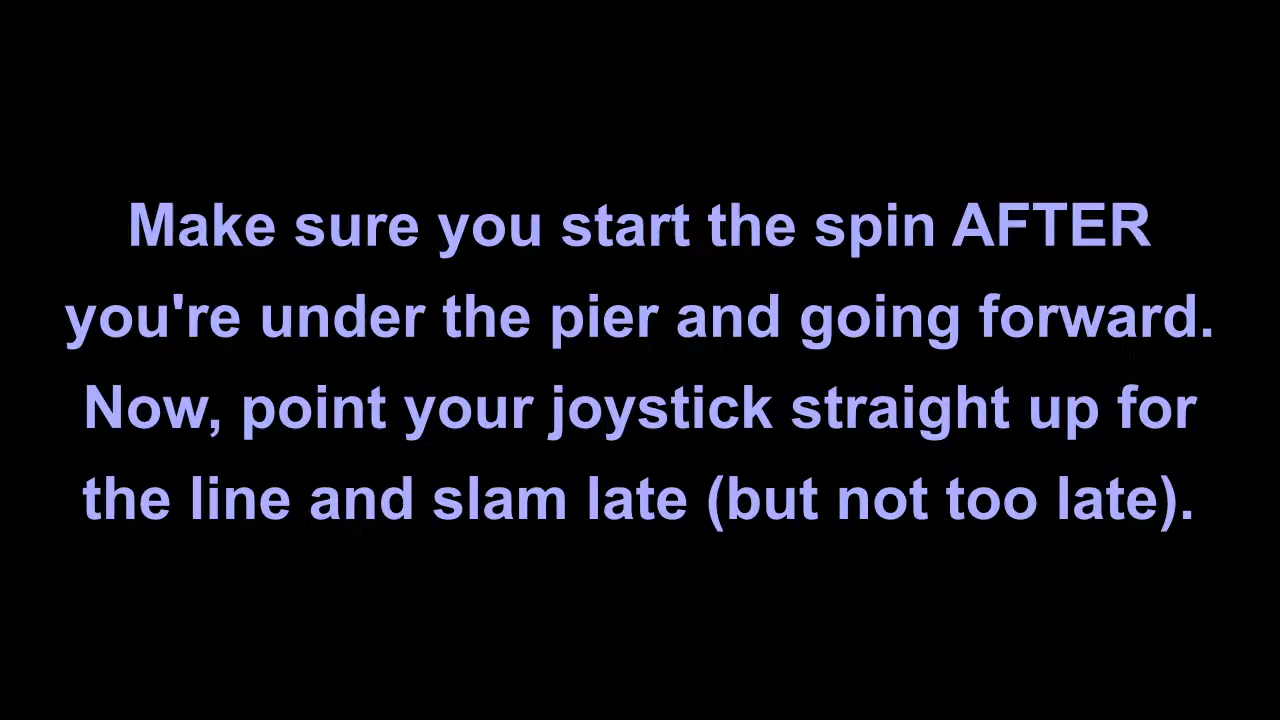 Make sure you start the spin AFTER
you're under the pier and going forward.
Now, point your joystick straight up for
the line and slam late (but not too late).